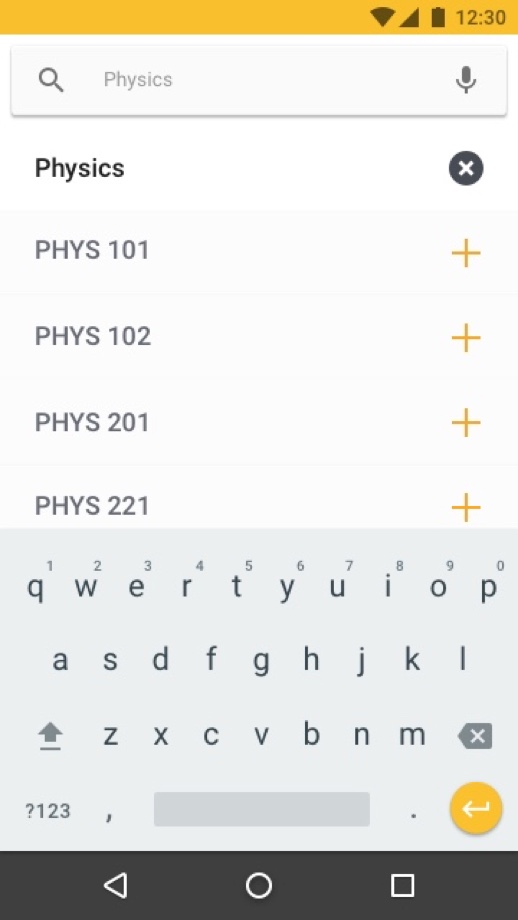 12:30
Physics
Physics
PHYS 101
PHYS 102
PHYS 201
PHYS 221
1 2 3 4 5 6 7 8 9 0
q w e r t y u i o p
a s d f g h j k l
z x c v b n m
?123 , .